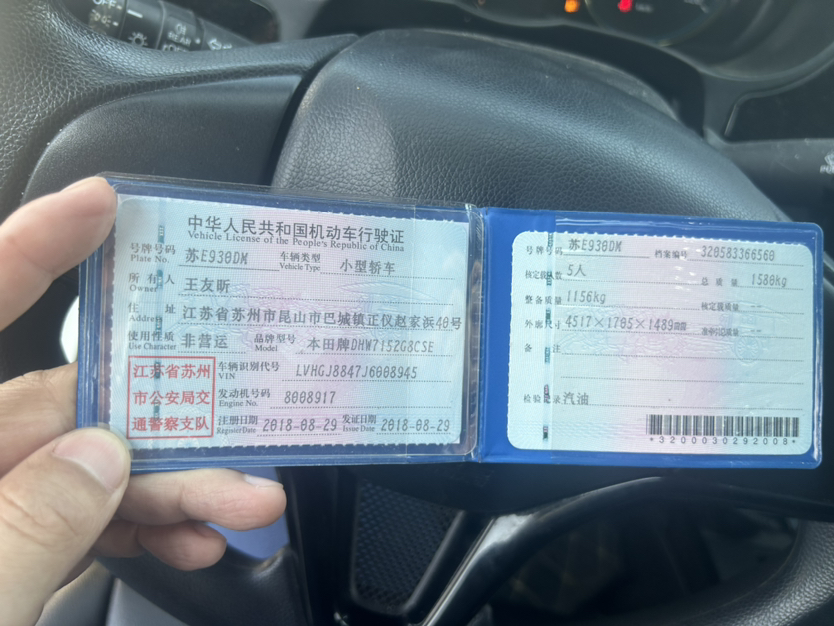 中华人民共和国机动车行驶证
Vehicle License of the People's Republic of China
号牌号码 苏E930DM 车辆类型 小型轿车
Plate No. Vehicle Type
所有人 王友昕
Owner
住址 江苏省苏州市昆山市巴城镇正仪赵家浜40号
Address
使用性质 非营运 品牌型号 本田牌DHW7152G8CSE
Use Character Model
江苏省苏州
市公安局交
通警察支队
车辆识别代号 LVHGJ8847J6008945
VIN
发动机号码 8008917
Engine No.
注册日期 2018-08-29 发证日期 2018-08-29
Register Date Issue Date
号牌号码 苏E930DM 档案编号 320583366560
核定载人数 5人 总质量 1580kg
整备质量 1156kg 核定载质量 --
外廓尺寸 4517×1705×1489mm 准牵引总质量 --
备注
检验记录 汽油
*3200030292008*
OFF